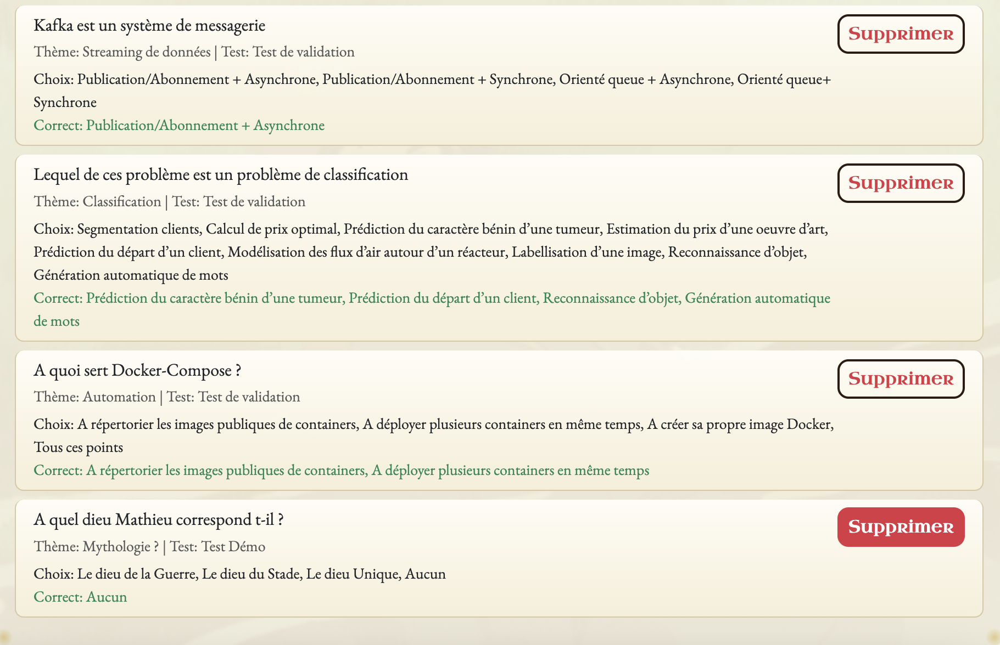 Kafka est un système de messagerie
Supprimer
Thème: Streaming de données | Test: Test de validation
Choix: Publication/Abonnement + Asynchrone, Publication/Abonnement + Synchrone, Orienté queue + Asynchrone, Orienté queue+
Synchrone
Correct: Publication/Abonnement + Asynchrone
Lequel de ces problème est un problème de classification
Supprimer
Thème: Classification | Test: Test de validation
Choix: Segmentation clients, Calcul de prix optimal, Prédiction du caractère bénin d’une tumeur, Estimation du prix d’une oeuvre d’art,
Prédiction du départ d’un client, Modélisation des flux d’air autour d’un réacteur, Labellisation d’une image, Reconnaissance d’objet,
Génération automatique de mots
Correct: Prédiction du caractère bénin d’une tumeur, Prédiction du départ d’un client, Reconnaissance d’objet, Génération automatique
de mots
A quoi sert Docker-Compose ?
Supprimer
Thème: Automation | Test: Test de validation
Choix: A répertorier les images publiques de containers, A déployer plusieurs containers en même temps, A créer sa propre image Docker,
Tous ces points
Correct: A répertorier les images publiques de containers, A déployer plusieurs containers en même temps
A quel dieu Mathieu correspond t-il ?
Supprimer
Thème: Mythologie ? | Test: Test Démo
Choix: Le dieu de la Guerre, Le dieu du Stade, Le dieu Unique, Aucun
Correct: Aucun